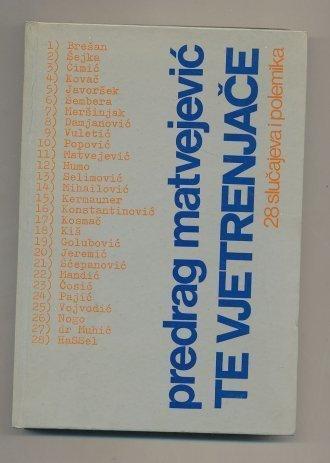 1) Brešan
2) Šejka
3) Čimić
4) Kovač
5) Javoršek
6) Sembera
7) Meršinjak
8) Damjanović
9) Vuletić
10) Popović
11) Matvejević
12) Humo
13) Selimović
14) Mihailović
15) Kermauner
16) Konstantinović
17) Kosmač
18) Kiš
19) Golubović
20) Jeremić
21) Šćepanović
22) Mandić
23) Ćosić
24) Pajić
25) Vojvodić
26) Nogo
27) dr Muhić
28) HaSSel
predrag matvejević
TE VJETRENJAČE
28 slučajeva i polemika